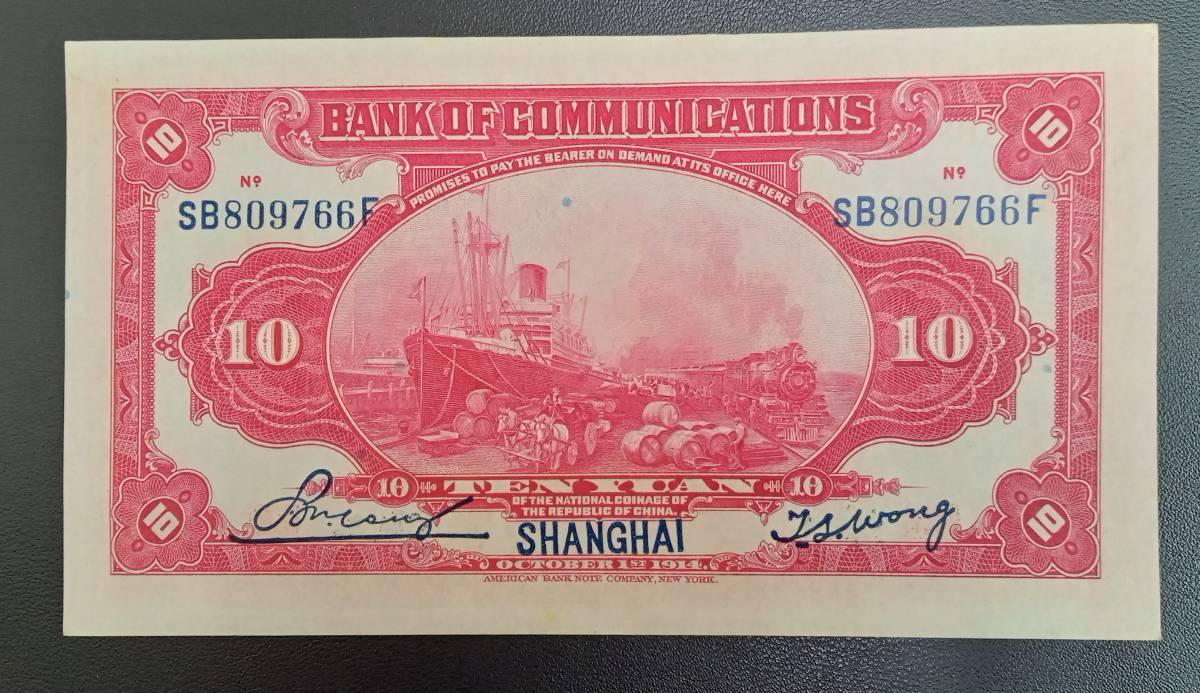 10 BANK OF COMMUNICATIONS 10
PROMISES TO PAY THE BEARER ON DEMAND AT ITS OFFICE HERE
Nº Nº
SB809766F SB809766F
10 10
10 TEN YUAN 10
OF THE NATIONAL COINAGE OF
THE REPUBLIC OF CHINA.
T.S. Wong
SHANGHAI
10 OCTOBER 1ST 1914. 10
AMERICAN BANK NOTE COMPANY, NEW YORK.